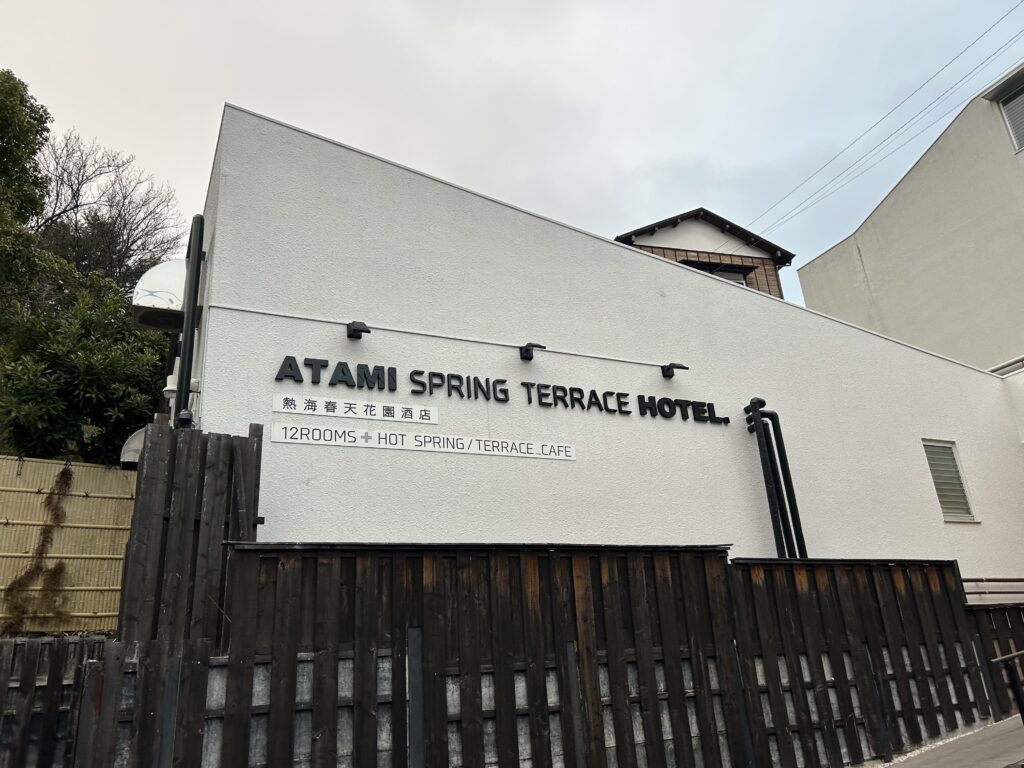 ATAMI SPRING TERRACE HOTEL.
熱海春天花園酒店
12ROOMS + HOT SPRING/TERRACE_CAFE